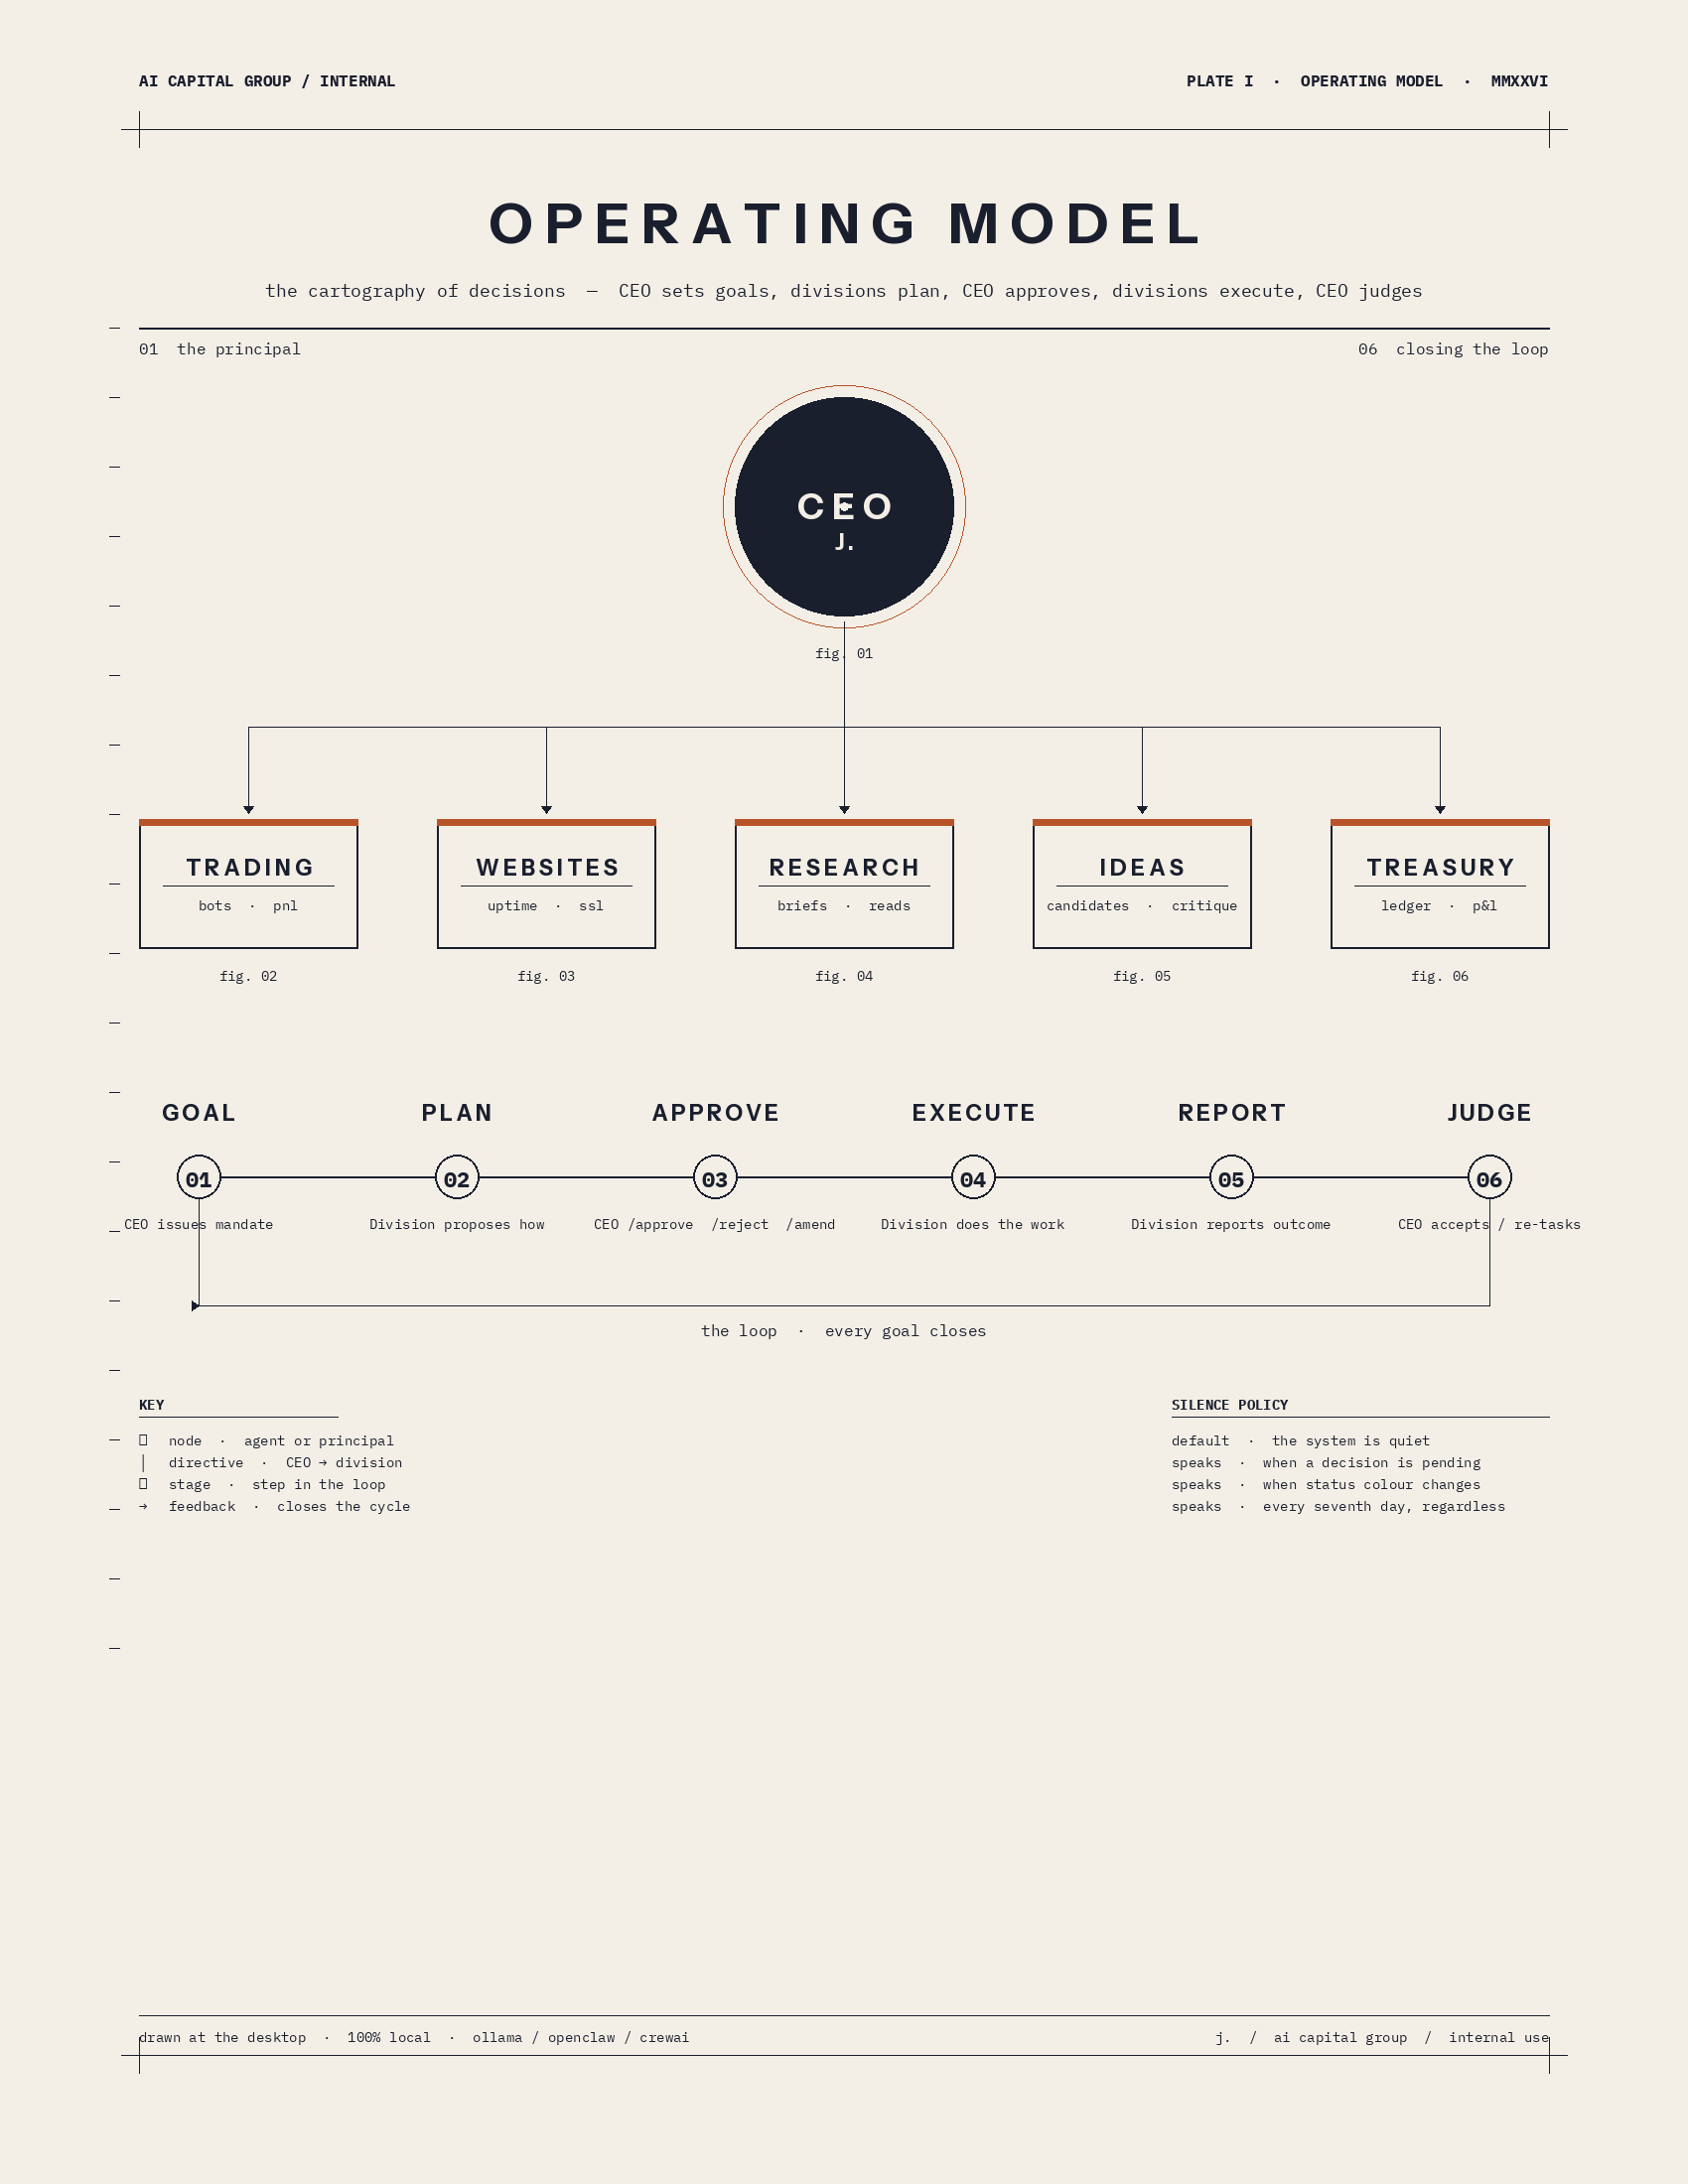 AI CAPITAL GROUP / INTERNAL
PLATE I · OPERATING MODEL · MMXXVI
OPERATING MODEL
the cartography of decisions — CEO sets goals, divisions plan, CEO approves, divisions execute, CEO judges
01 the principal
06 closing the loop
CEO
J.
fig. 01
TRADING
bots · pnl
fig. 02
WEBSITES
uptime · ssl
fig. 03
RESEARCH
briefs · reads
fig. 04
IDEAS
candidates · critique
fig. 05
TREASURY
ledger · p&l
fig. 06
GOAL
01
CEO issues mandate
PLAN
02
Division proposes how
APPROVE
03
CEO /approve /reject /amend
EXECUTE
04
Division does the work
REPORT
05
Division reports outcome
JUDGE
06
CEO accepts / re-tasks
the loop · every goal closes
KEY
□ node · agent or principal
│ directive · CEO → division
□ stage · step in the loop
→ feedback · closes the cycle
SILENCE POLICY
default · the system is quiet
speaks · when a decision is pending
speaks · when status colour changes
speaks · every seventh day, regardless
drawn at the desktop · 100% local · ollama / openclaw / crewai
j. / ai capital group / internal use